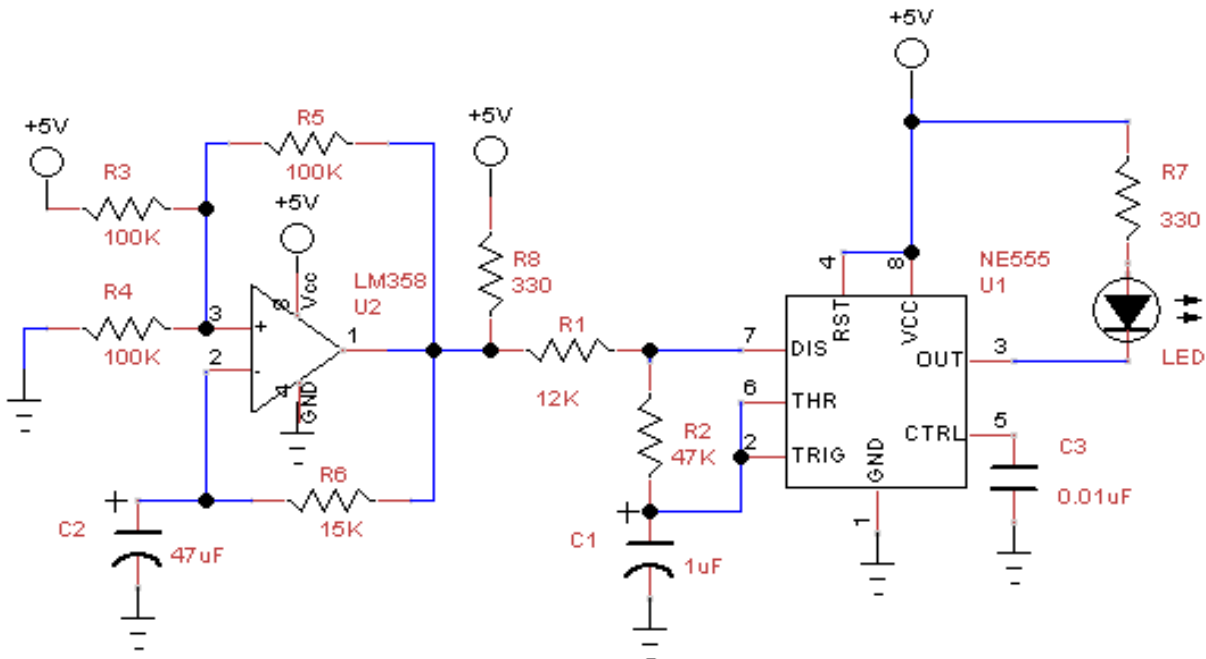 +5V
+5V
R5
100K
+5V
R3
100K
+5V
R8
330
R7
330
8
Vcc
LM358
U2
R4
100K
3
+
2
-
1
4
GND
R1
12K
R2
47K
R6
15K
+
C2
47uF
+
C1
1uF
4
8
NE555
U1
RST
VCC
7
DIS
6
THR
2
TRIG
OUT
3
LED
CTRL
5
GND
1
C3
0.01uF